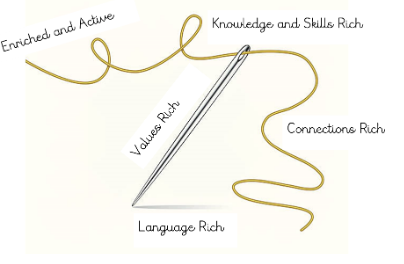 Enriched and Active
Knowledge and Skills Rich
Values Rich
Connections Rich
Language Rich